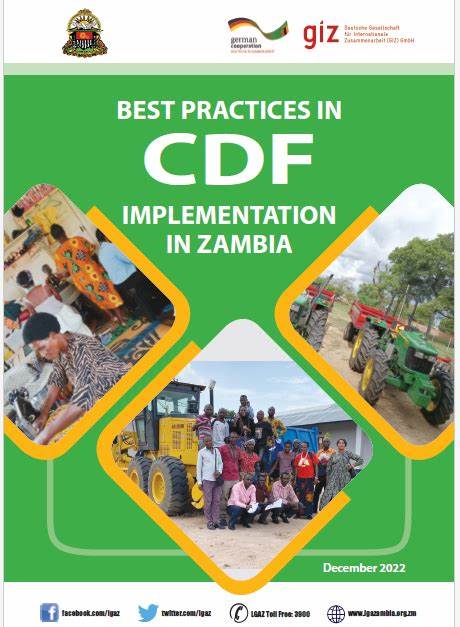 german
cooperation
giz
Deutsche Gesellschaft
für Internationale
Zusammenarbeit (GIZ) GmbH
BEST PRACTICES IN
CDF
IMPLEMENTATION
IN ZAMBIA
December 2022
facebook.com/lgaz
twitter.com/lgaz
LGAZ Toll Free: 3900
www.lgazambia.org.zm